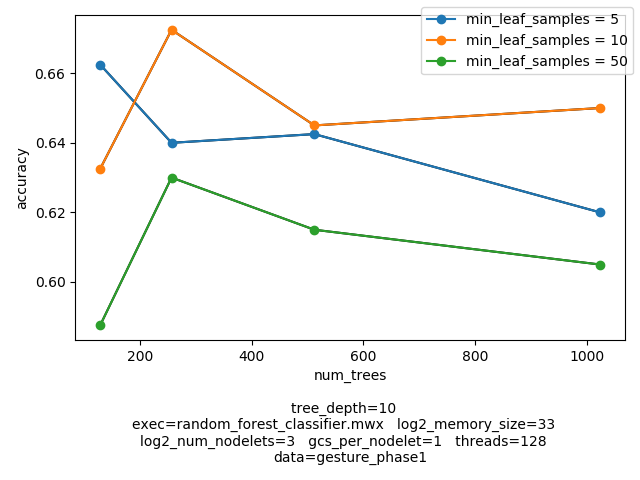 min_leaf_samples = 5
min_leaf_samples = 10
min_leaf_samples = 50
0.66
0.64
0.62
0.60
accuracy
200 400 600 800 1000
num_trees
tree_depth=10
exec=random_forest_classifier.mwx log2_memory_size=33
log2_num_nodelets=3 gcs_per_nodelet=1 threads=128
data=gesture_phase1